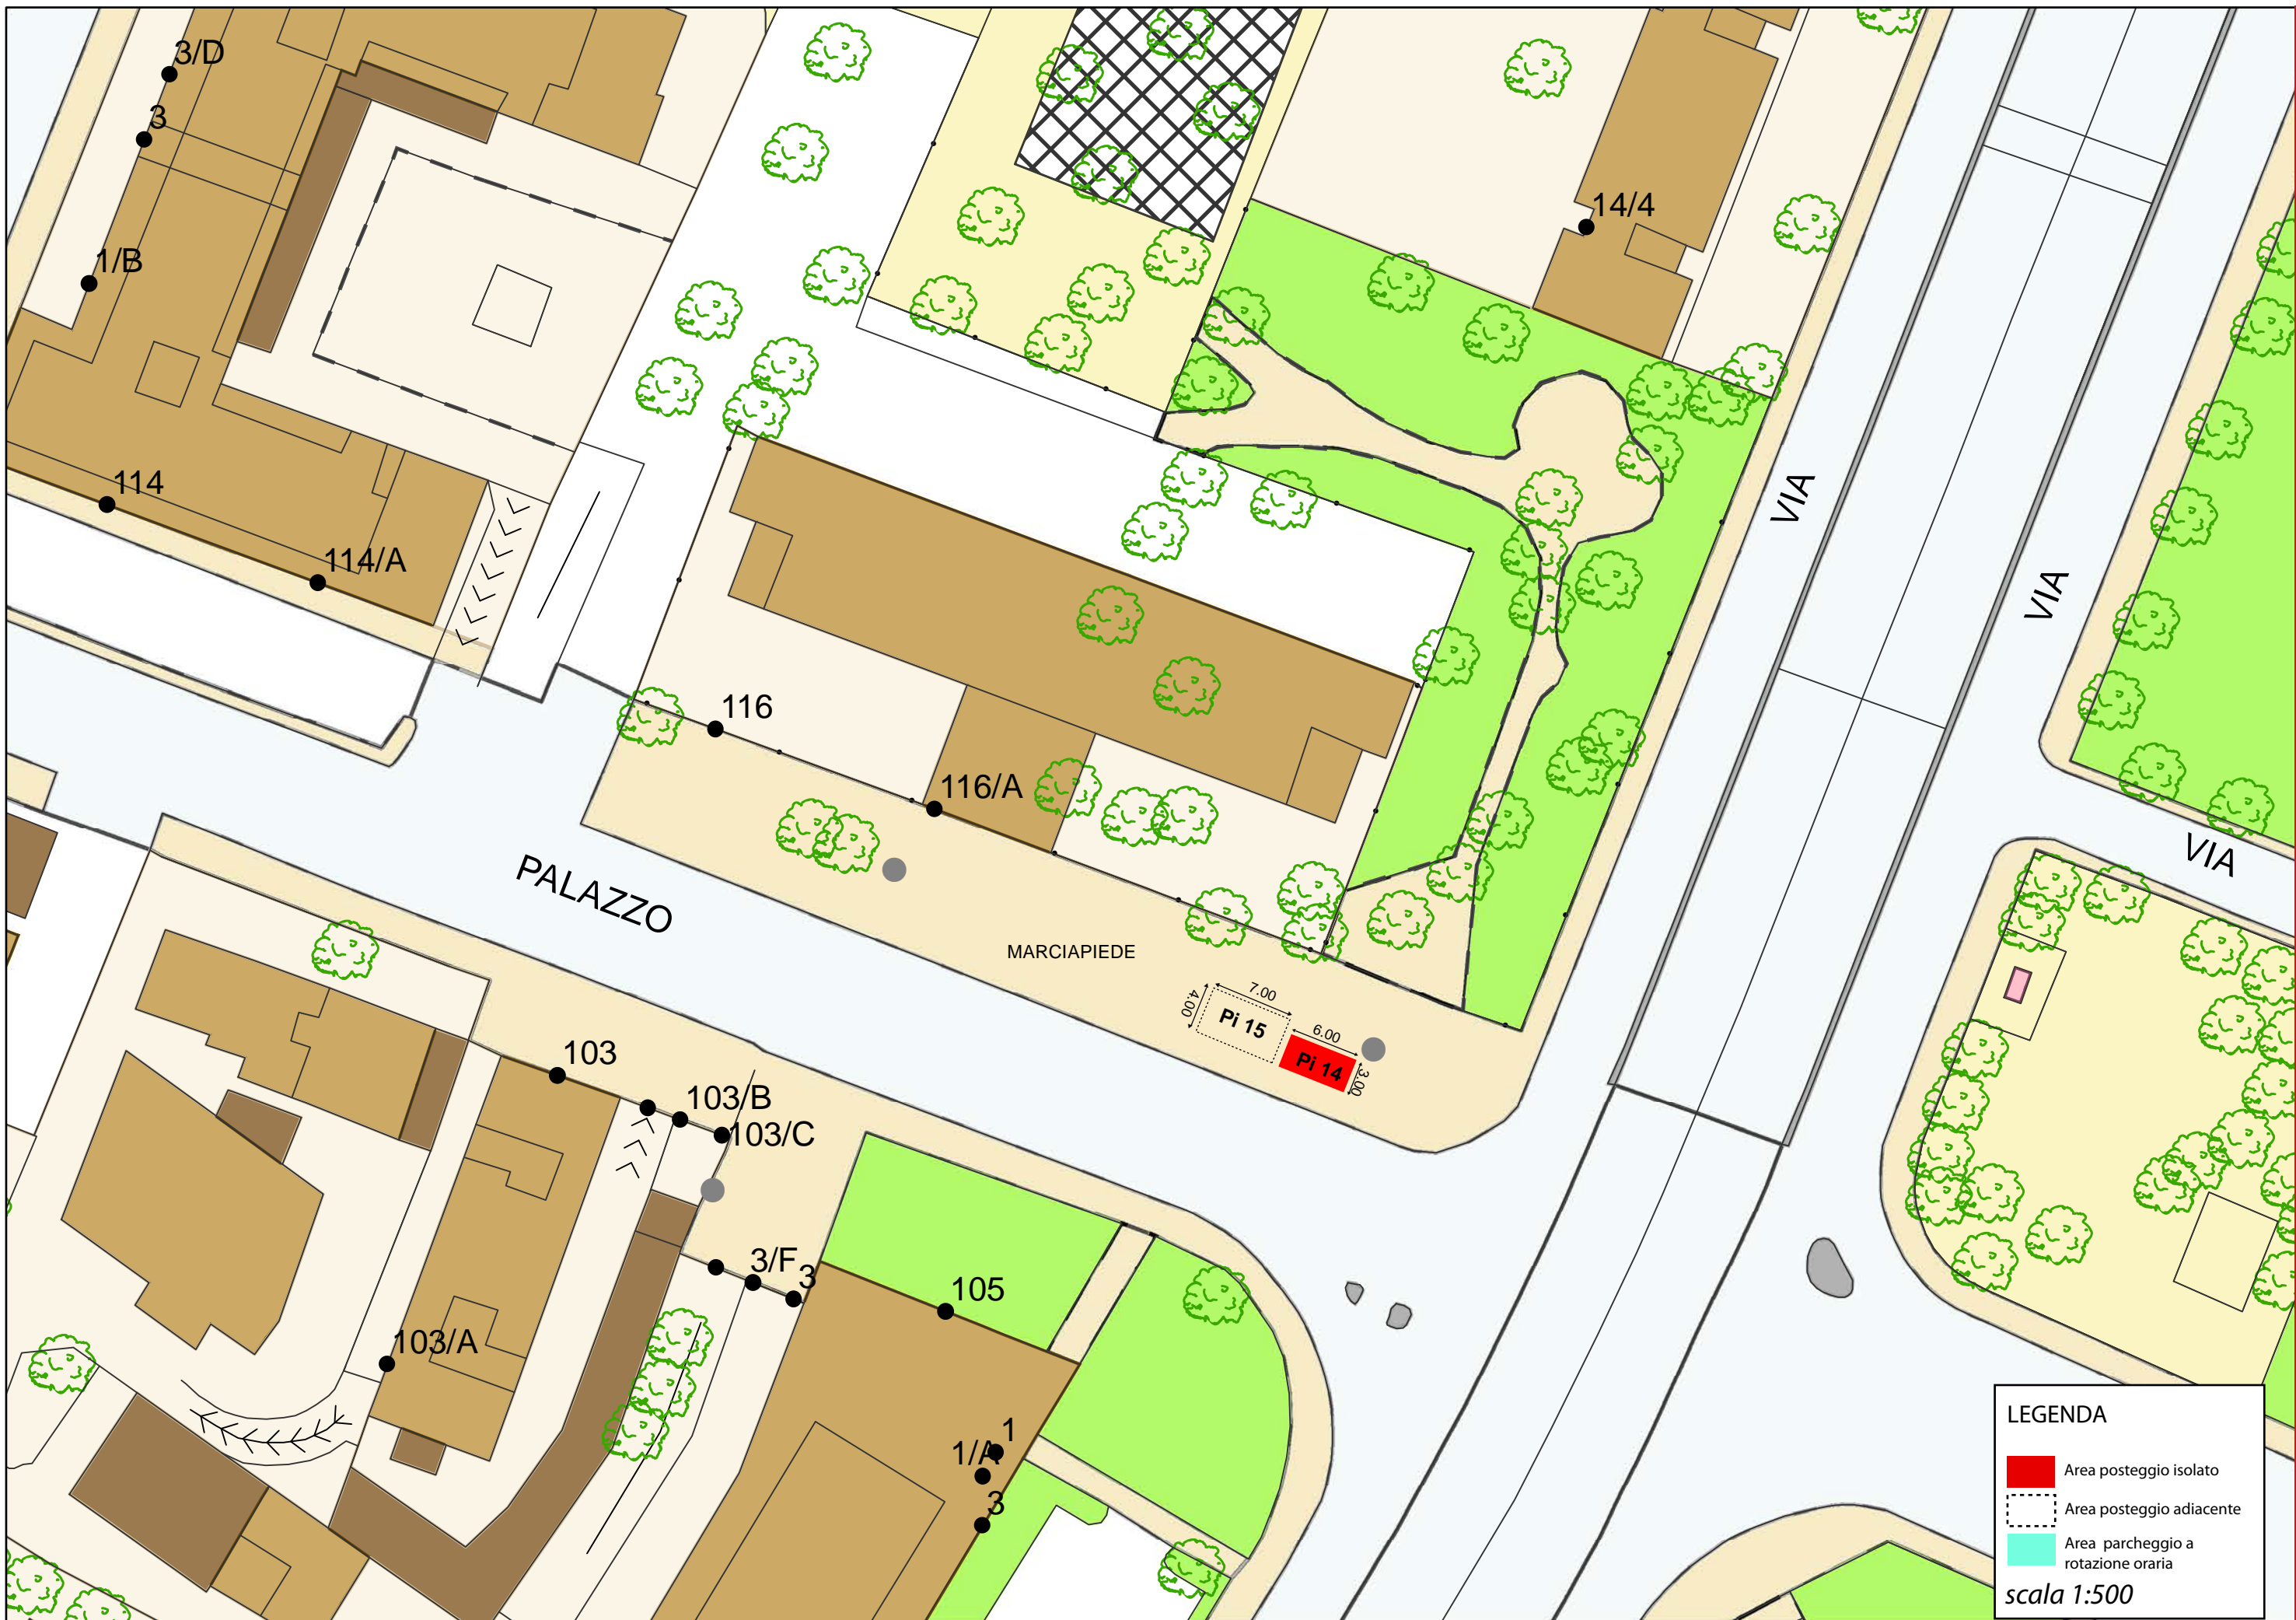 3/D
3
1/B
14/4
114
114/A
VIA
VIA
116
116/A
VIA
PALAZZO
MARCIAPIEDE
7.00
4.00
Pi 15
6.00
Pi 14
3.00
103
103/B
103/C
3/F
3
105
103/A
1
1/A
3
LEGENDA
Area posteggio isolato
Area posteggio adiacente
Area parcheggio a
rotazione oraria
scala 1:500